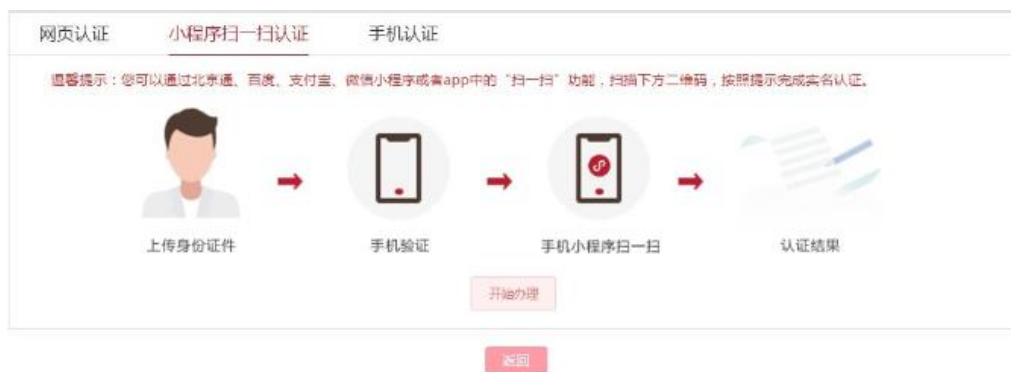 网页认证 小程序扫一扫认证 手机认证
温馨提示：您可以通过北京通、百度、支付宝、微信小程序或者app中的“扫一扫”功能，扫描下方二维码，按照提示完成实名认证。
上传身份证件 手机验证 手机小程序扫一扫 认证结果
开始办理
返回